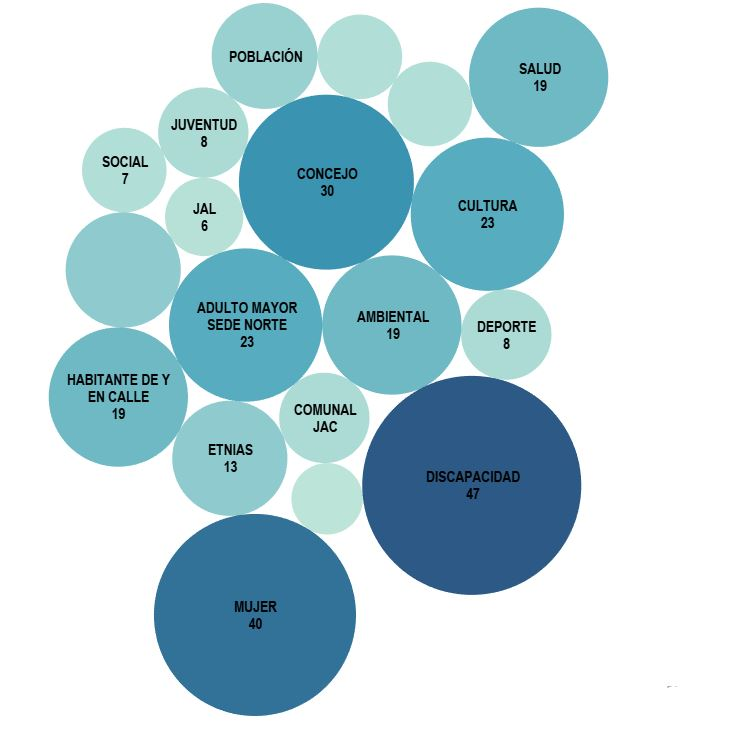 POBLACIÓN
SALUD
19
JUVENTUD
8
SOCIAL
7
CONCEJO
30
JAL
6
CULTURA
23
ADULTO MAYOR
SEDE NORTE
23
AMBIENTAL
19
DEPORTE
8
HABITANTE DE Y
EN CALLE
19
COMUNAL
JAC
ETNIAS
13
DISCAPACIDAD
47
MUJER
40